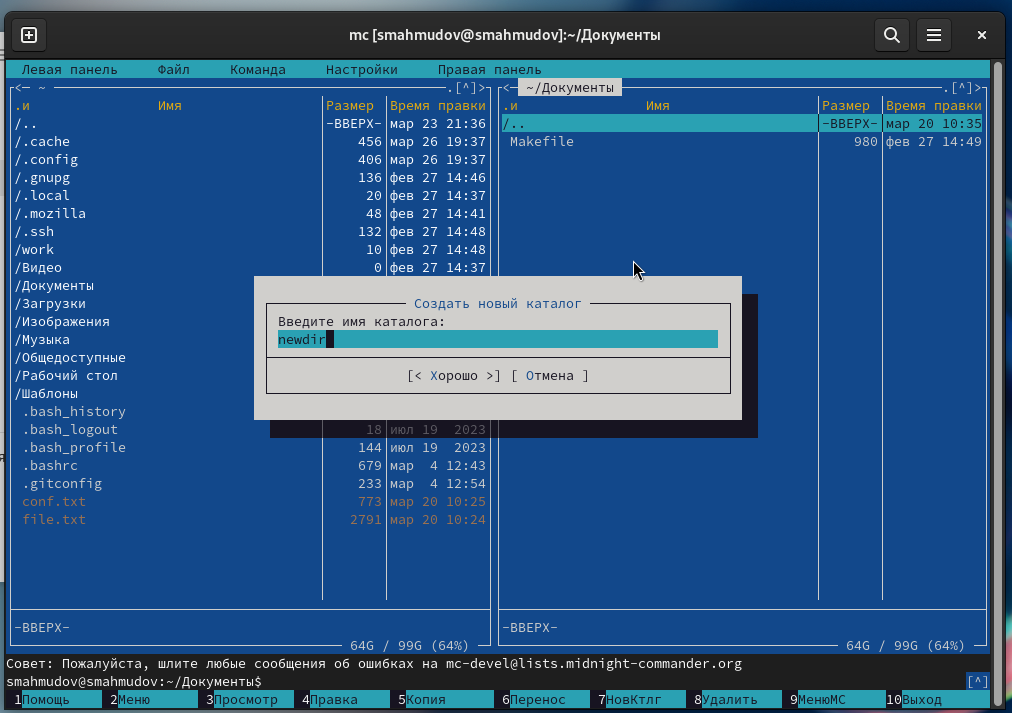 mc [smahmudov@smahmudov]:~/Документы
Левая панель Файл Команда Настройки Правая панель
<— ~ .[^]> <— ~/Документы .[^]>
.и Имя Размер Время правки .и Имя Размер Время правки
/.. -ВВЕРХ- мар 23 21:36 /.. -ВВЕРХ- мар 20 10:35
/.cache 456 мар 26 19:37 Makefile 980 фев 27 14:49
/.config 406 мар 26 19:37
/.gnupg 136 фев 27 14:46
/.local 20 фев 27 14:37
/.mozilla 48 фев 27 14:41
/.ssh 132 фев 27 14:48
/work 10 фев 27 14:48
/Видео 0 фев 27 14:37
/Документы
/Загрузки
/Изображения
/Музыка
/Общедоступные
/Рабочий стол
/Шаблоны
.bash_history
.bash_logout 18 июл 19 2023
.bash_profile 144 июл 19 2023
.bashrc 679 мар 4 12:43
.gitconfig 233 мар 4 12:54
conf.txt 773 мар 20 10:25
file.txt 2791 мар 20 10:24
Создать новый каталог
Введите имя каталога:
newdir
[< Хорошо >] [ Отмена ]
-ВВЕРХ- -ВВЕРХ-
64G / 99G (64%) 64G / 99G (64%)
Совет: Пожалуйста, шлите любые сообщения об ошибках на mc-devel@lists.midnight-commander.org
smahmudov@smahmudov:~/Документы$ [^]
1Помощь 2Меню 3Просмотр 4Правка 5Копия 6Перенос 7НовКтлг 8Удалить 9МенюМС 10Выход